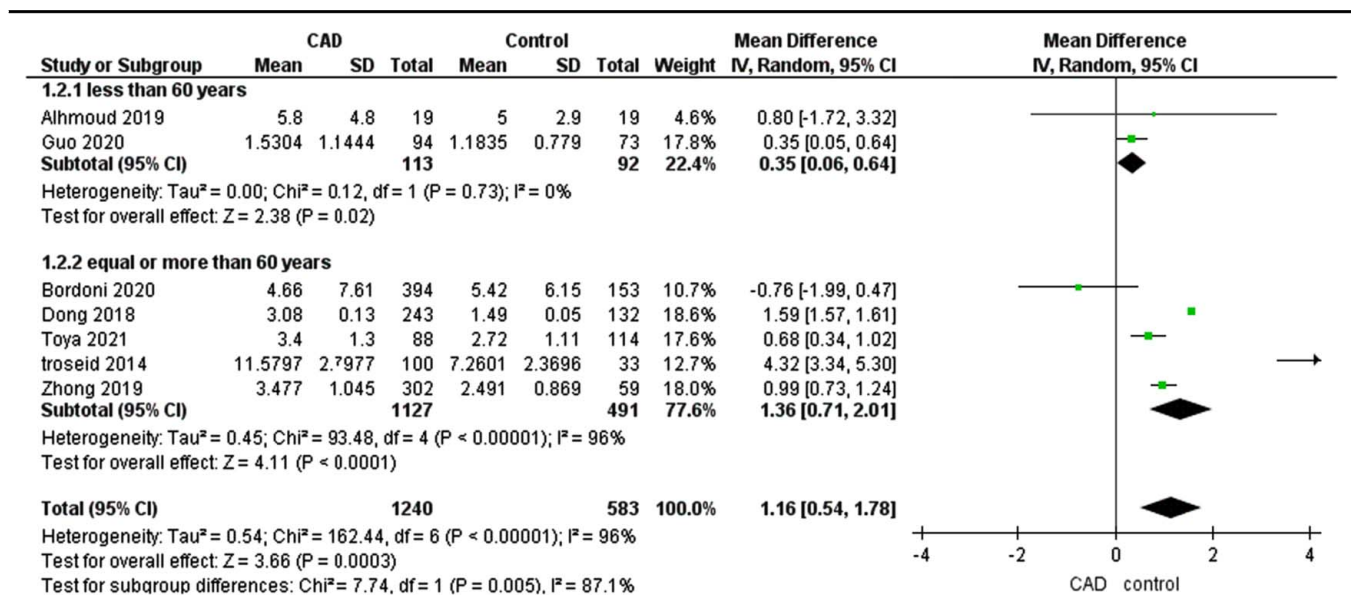 CAD Control Mean Difference Mean Difference
Study or Subgroup Mean SD Total Mean SD Total Weight IV, Random, 95% CI IV, Random, 95% CI
1.2.1 less than 60 years
Alhmoud 2019 5.8 4.8 19 5 2.9 19 4.6% 0.80 [-1.72, 3.32]
Guo 2020 1.5304 1.1444 94 1.1835 0.779 73 17.8% 0.35 [0.05, 0.64]
Subtotal (95% CI) 113 92 22.4% 0.35 [0.06, 0.64]
Heterogeneity: Tau² = 0.00; Chi² = 0.12, df = 1 (P = 0.73); I² = 0%
Test for overall effect: Z = 2.38 (P = 0.02)
1.2.2 equal or more than 60 years
Bordoni 2020 4.66 7.61 394 5.42 6.15 153 10.7% -0.76 [-1.99, 0.47]
Dong 2018 3.08 0.13 243 1.49 0.05 132 18.6% 1.59 [1.57, 1.61]
Toya 2021 3.4 1.3 88 2.72 1.11 114 17.6% 0.68 [0.34, 1.02]
troseid 2014 11.5797 2.7977 100 7.2601 2.3696 33 12.7% 4.32 [3.34, 5.30]
Zhong 2019 3.477 1.045 302 2.491 0.869 59 18.0% 0.99 [0.73, 1.24]
Subtotal (95% CI) 1127 491 77.6% 1.36 [0.71, 2.01]
Heterogeneity: Tau² = 0.45; Chi² = 93.48, df = 4 (P < 0.00001); I² = 96%
Test for overall effect: Z = 4.11 (P < 0.0001)
Total (95% CI) 1240 583 100.0% 1.16 [0.54, 1.78]
Heterogeneity: Tau² = 0.54; Chi² = 162.44, df = 6 (P < 0.00001); I² = 96%
Test for overall effect: Z = 3.66 (P = 0.0003)
Test for subgroup differences: Chi² = 7.74, df = 1 (P = 0.005), I² = 87.1%
-4 -2 0 2 4
CAD control